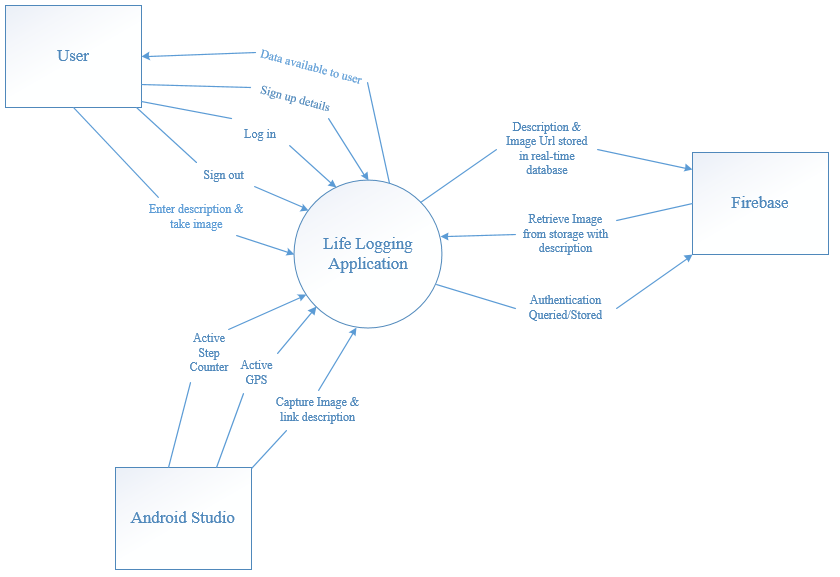 User
Data available to user
Sign up details
Log in
Sign out
Enter description &
take image
Life Logging
Application
Description &
Image Url stored
in real-time
database
Firebase
Retrieve Image
from storage with
description
Authentication
Queried/Stored
Active
Step
Counter
Active
GPS
Capture Image &
link description
Android Studio